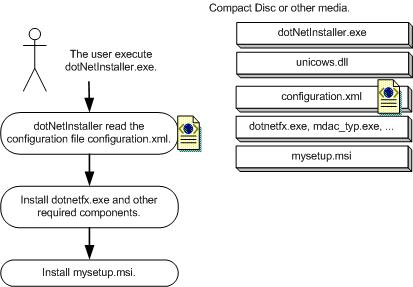 Compact Disc or other media.
The user execute
dotNetInstaller.exe.
dotNetInstaller read the
configuration file configuration.xml.
Install dotnetfx.exe and other
required components.
Install mysetup.msi.
dotNetInstaller.exe
unicows.dll
configuration.xml
dotnetfx.exe, mdac_typ.exe, ...
mysetup.msi